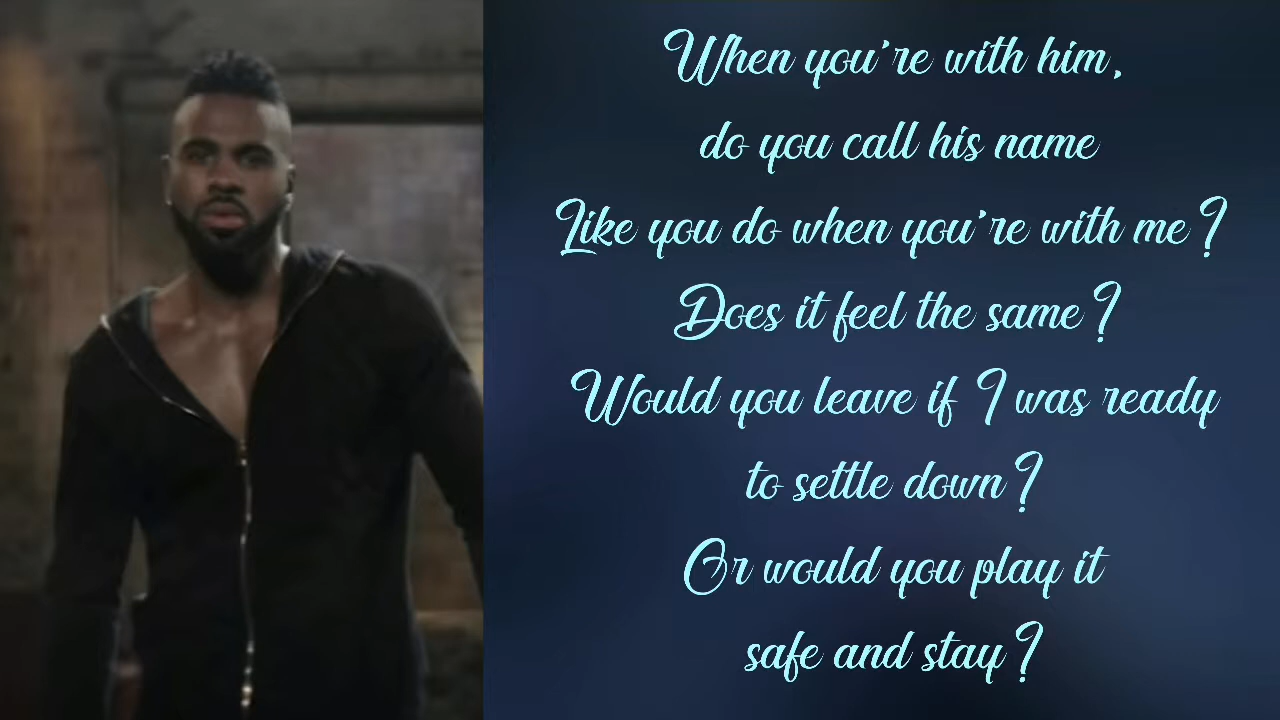 When you're with him,
do you call his name
Like you do when you're with me?
Does it feel the same?
Would you leave if I was ready
to settle down?
Or would you play it
safe and stay?